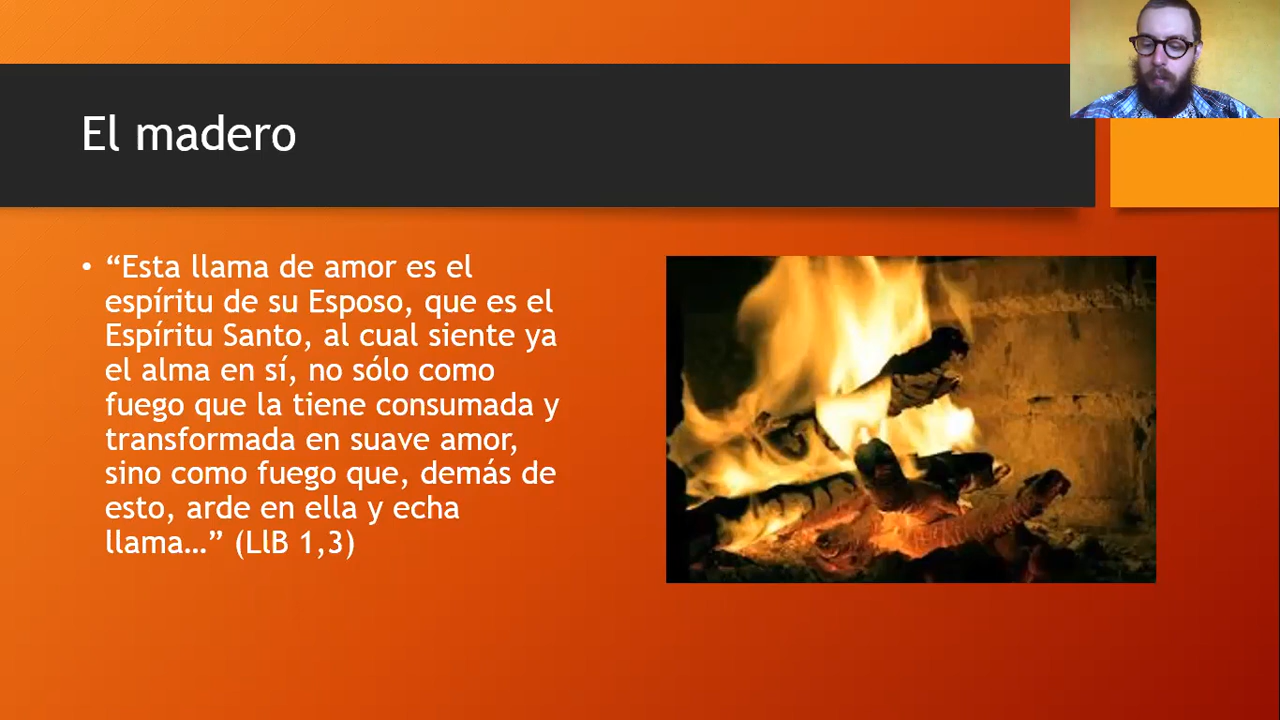 El madero
• “Esta llama de amor es el
espíritu de su Esposo, que es el
Espíritu Santo, al cual siente ya
el alma en sí, no sólo como
fuego que la tiene consumada y
transformada en suave amor,
sino como fuego que, demás de
esto, arde en ella y echa
llama…” (LlB 1,3)